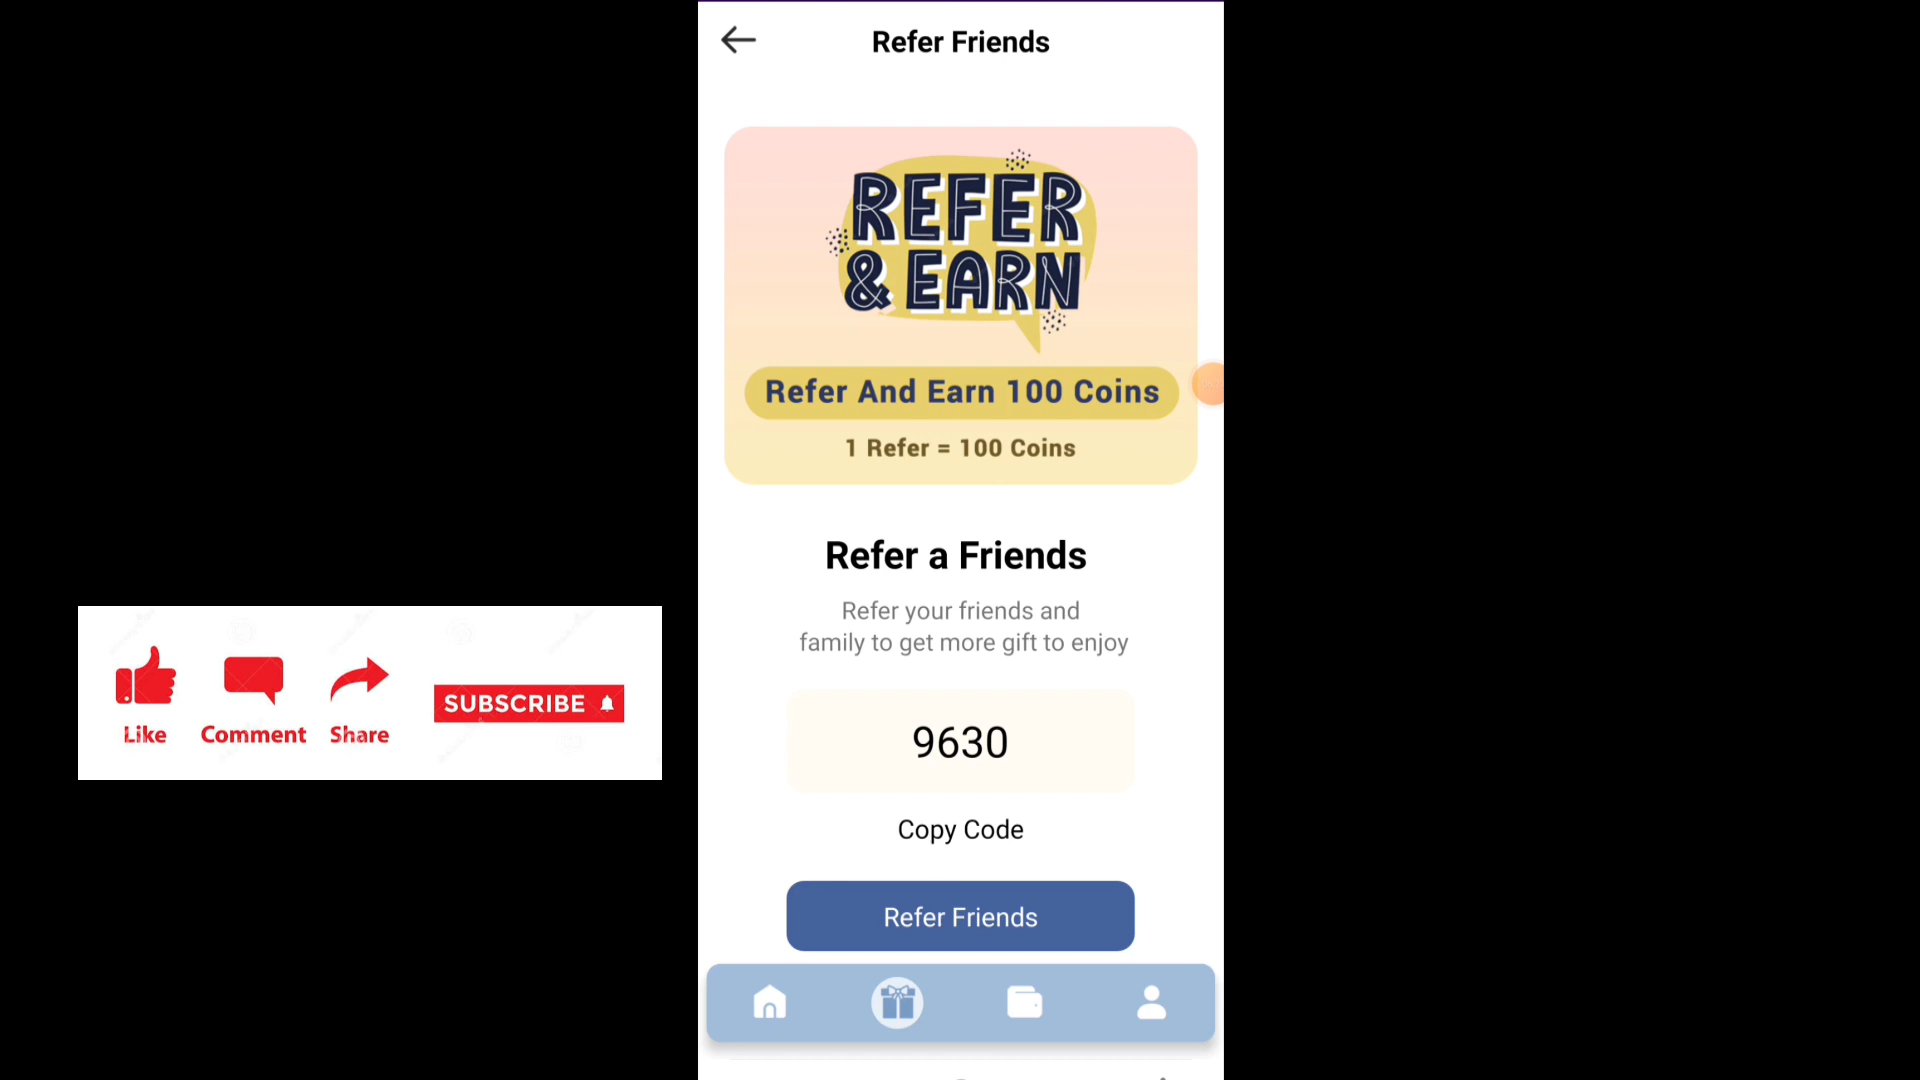 Refer Friends
REFER
& EARN
Refer And Earn 100 Coins
1 Refer = 100 Coins
Refer a Friends
Refer your friends and
family to get more gift to enjoy
9630
Copy Code
Refer Friends
Like
Comment
Share
SUBSCRIBE